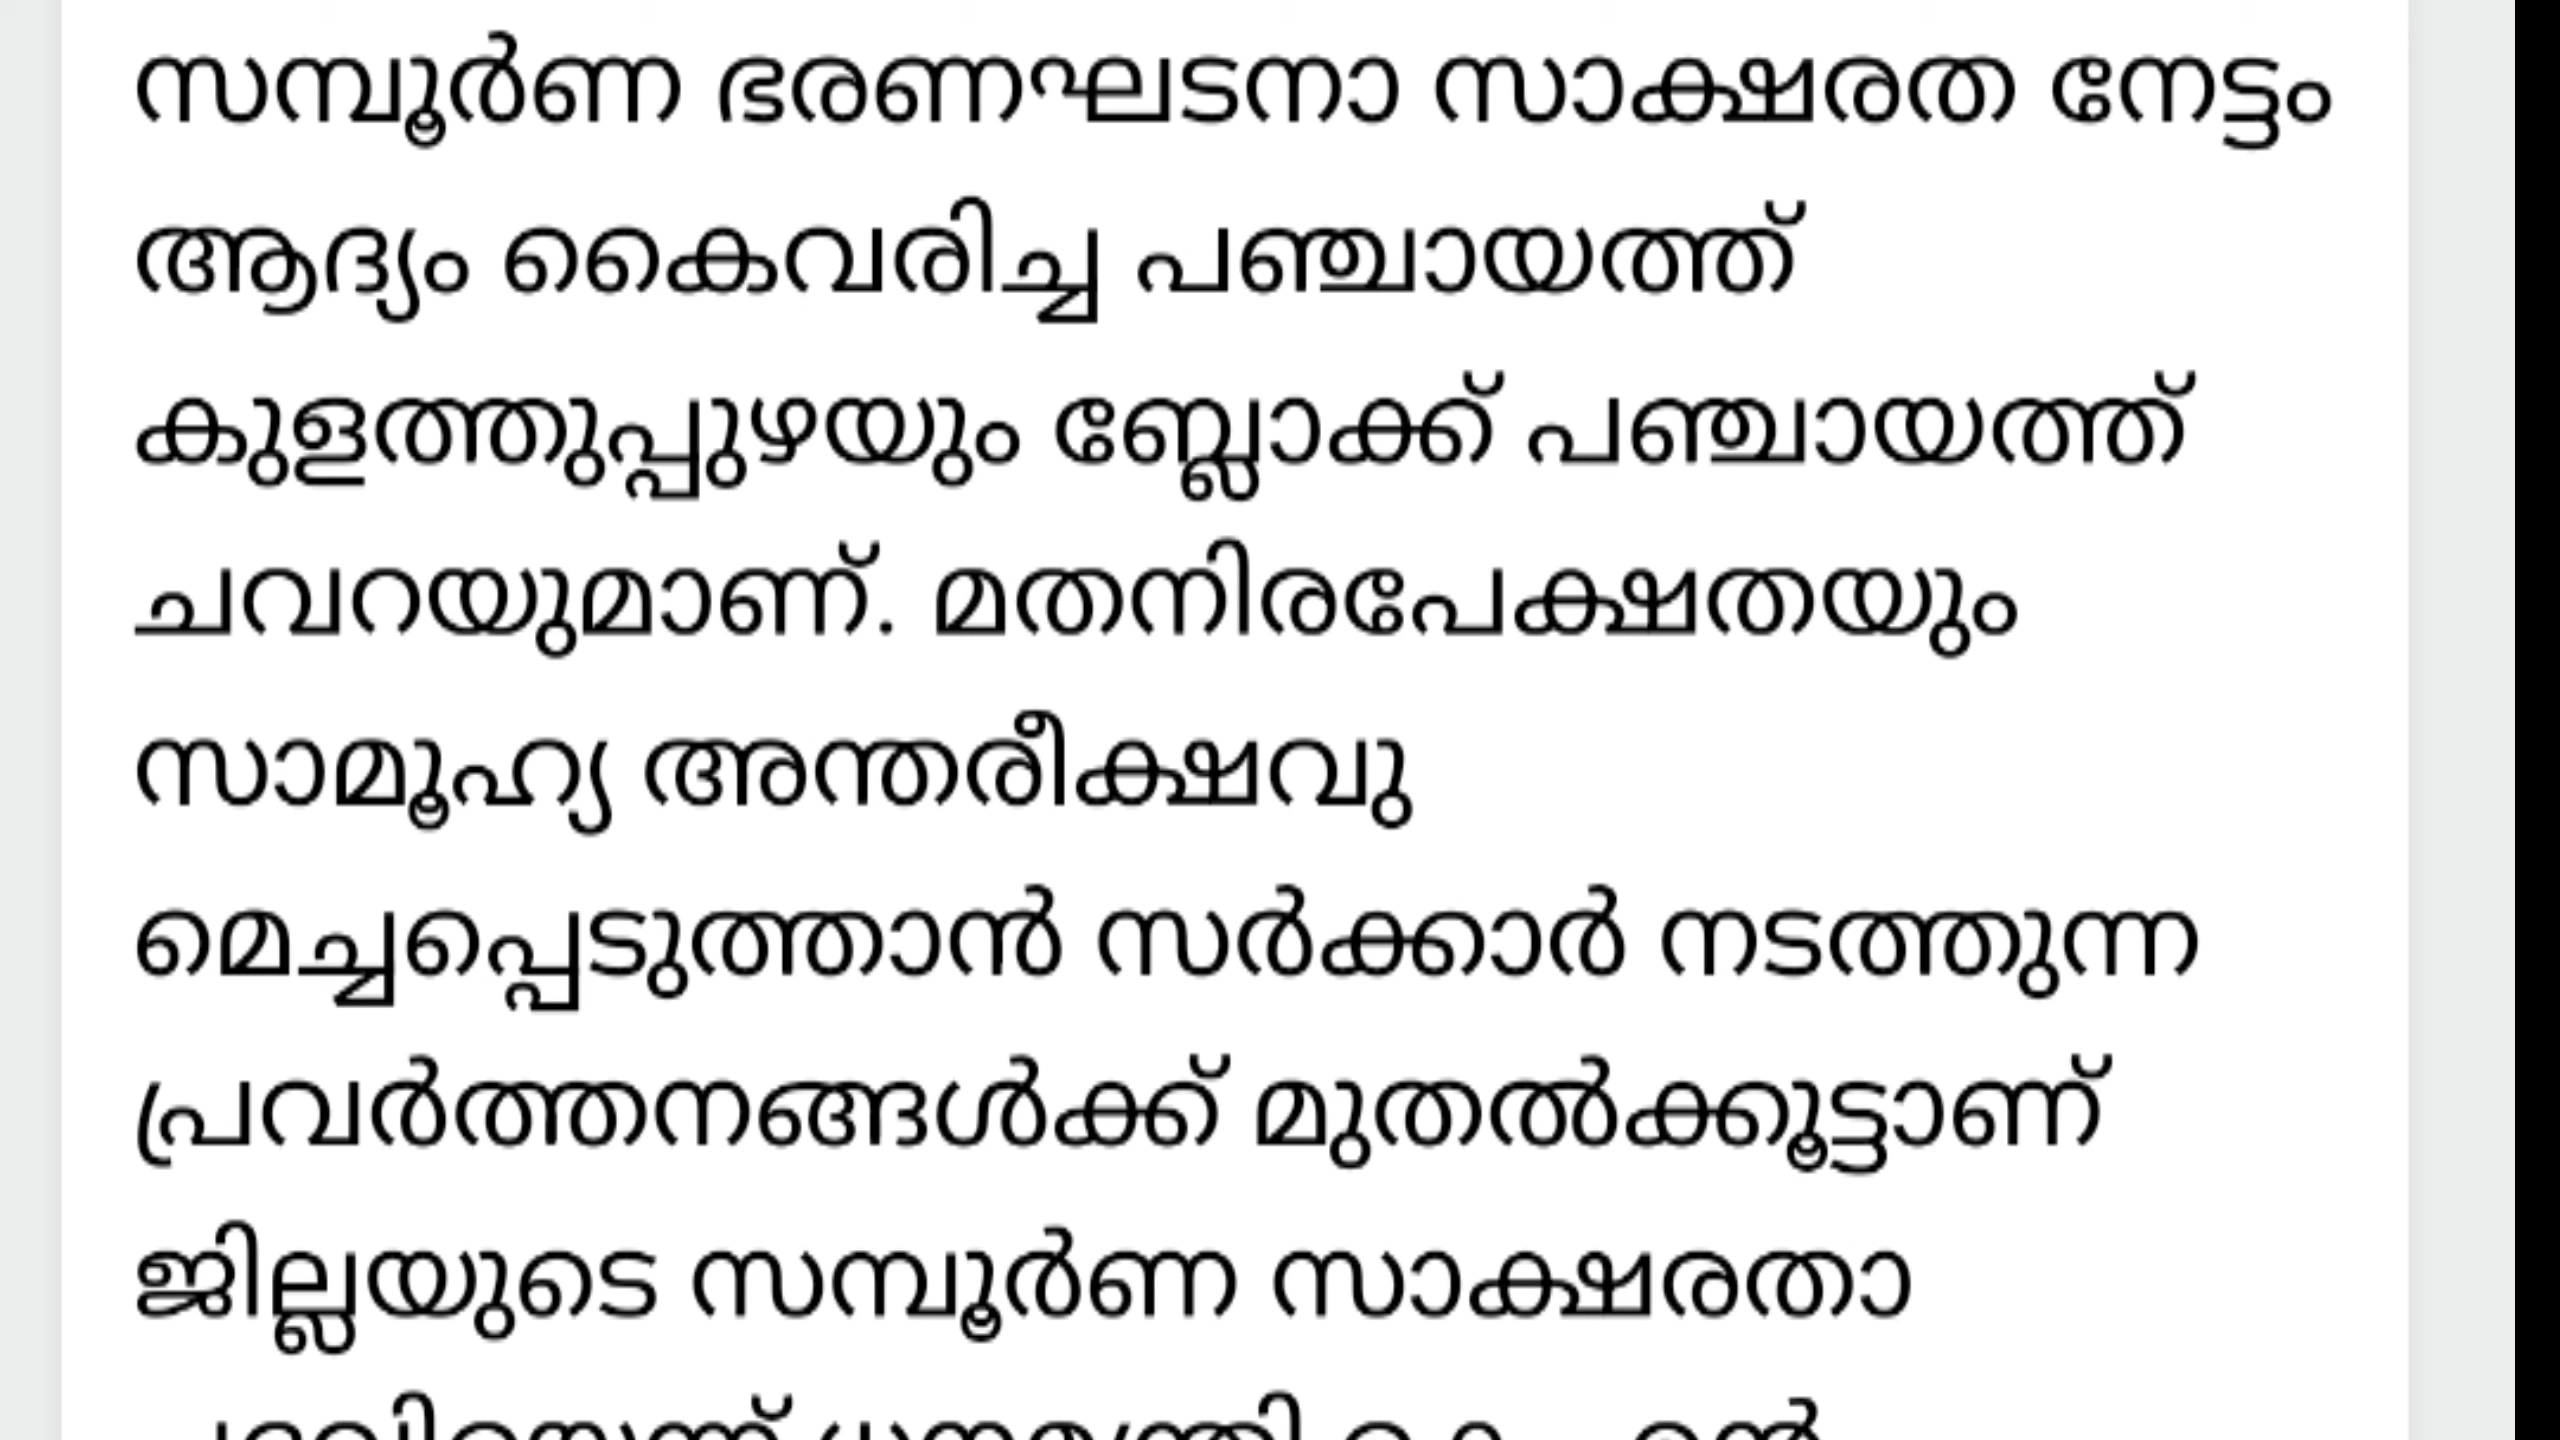 സമ്പൂർണ ഭരണഘടനാ സാക്ഷരത നേട്ടം
ആദ്യം കൈവരിച്ച പഞ്ചായത്ത്
കുളത്തുപ്പുഴയും ബ്ലോക്ക് പഞ്ചായത്ത്
ചവറയുമാണ്. മതനിരപേക്ഷതയും
സാമൂഹ്യ അന്തരീക്ഷവു
മെച്ചപ്പെടുത്താൻ സർക്കാർ നടത്തുന്ന
പ്രവർത്തനങ്ങൾക്ക് മുതൽക്കൂട്ടാണ്
ജില്ലയുടെ സമ്പൂർണ സാക്ഷരതാ